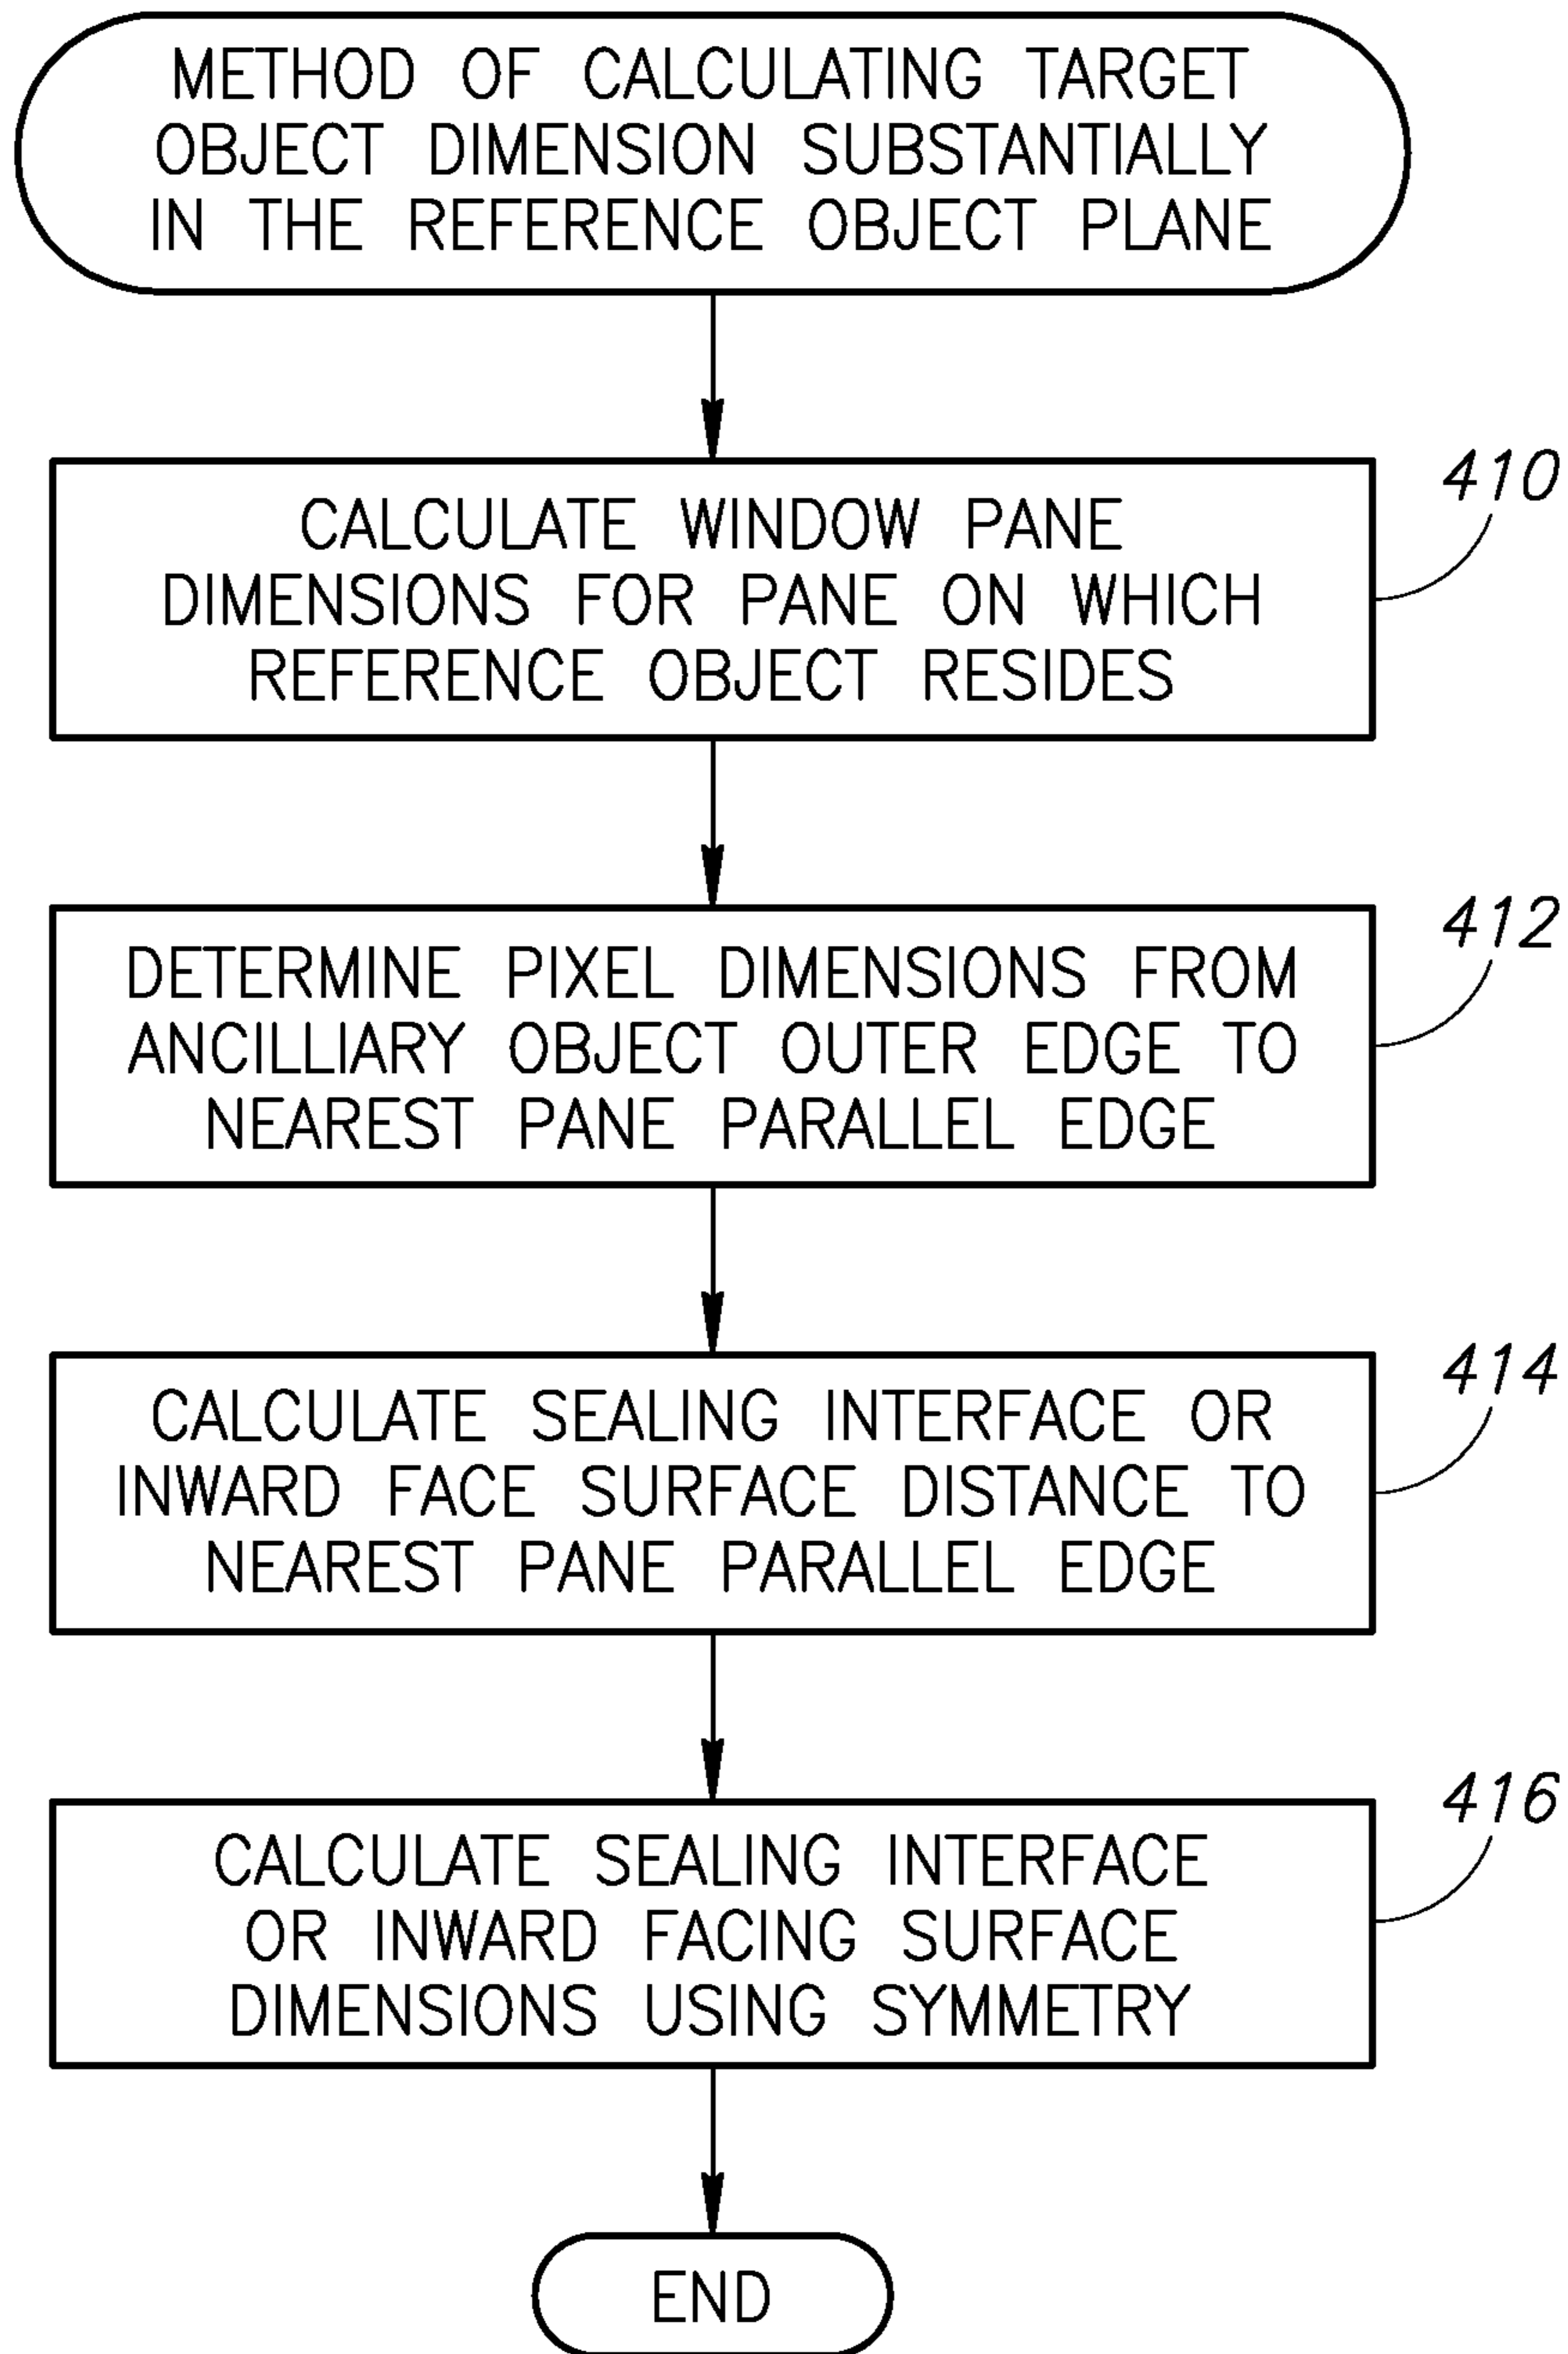 METHOD OF CALCULATING TARGET
OBJECT DIMENSION SUBSTANTIALLY
IN THE REFERENCE OBJECT PLANE
410
CALCULATE WINDOW PANE
DIMENSIONS FOR PANE ON WHICH
REFERENCE OBJECT RESIDES
412
DETERMINE PIXEL DIMENSIONS FROM
ANCILLIARY OBJECT OUTER EDGE TO
NEAREST PANE PARALLEL EDGE
414
CALCULATE SEALING INTERFACE OR
INWARD FACE SURFACE DISTANCE TO
NEAREST PANE PARALLEL EDGE
416
CALCULATE SEALING INTERFACE
OR INWARD FACING SURFACE
DIMENSIONS USING SYMMETRY
END